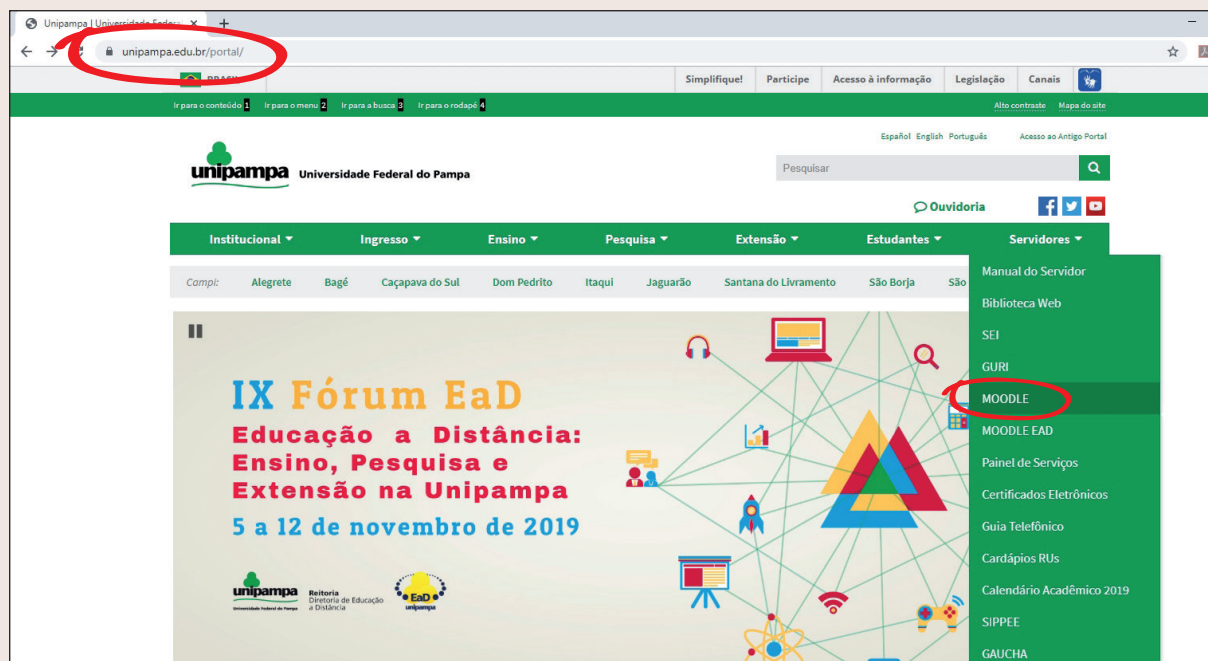 Unipampa | Universidade Federal
unipampa.edu.br/portal/
BRASIL
Simplifique! Participe Acesso à informação Legislação Canais
Ir para o conteúdo 1 Ir para o menu 2 Ir para a busca 3 Ir para o rodapé 4
Alto contraste Mapa do site
Español English Português Acesso ao Antigo Portal
unipampa Universidade Federal do Pampa
Pesquisar
Ouvidoria
Institucional Ingresso Ensino Pesquisa Extensão Estudantes Servidores
Campi: Alegrete Bagé Caçapava do Sul Dom Pedrito Itaqui Jaguarão Santana do Livramento São Borja São
Manual do Servidor
Biblioteca Web
SEI
GURI
MOODLE
MOODLE EAD
Painel de Serviços
Certificados Eletrônicos
Guia Telefônico
Cardápios RUs
Calendário Acadêmico 2019
SIPPEE
GAUCHA
IX Fórum EaD
Educação a Distância:
Ensino, Pesquisa e
Extensão na Unipampa
5 a 12 de novembro de 2019
unipampa
Universidade Federal do Pampa
Reitoria
Diretoria de Educação
a Distância
EaD
unipampa